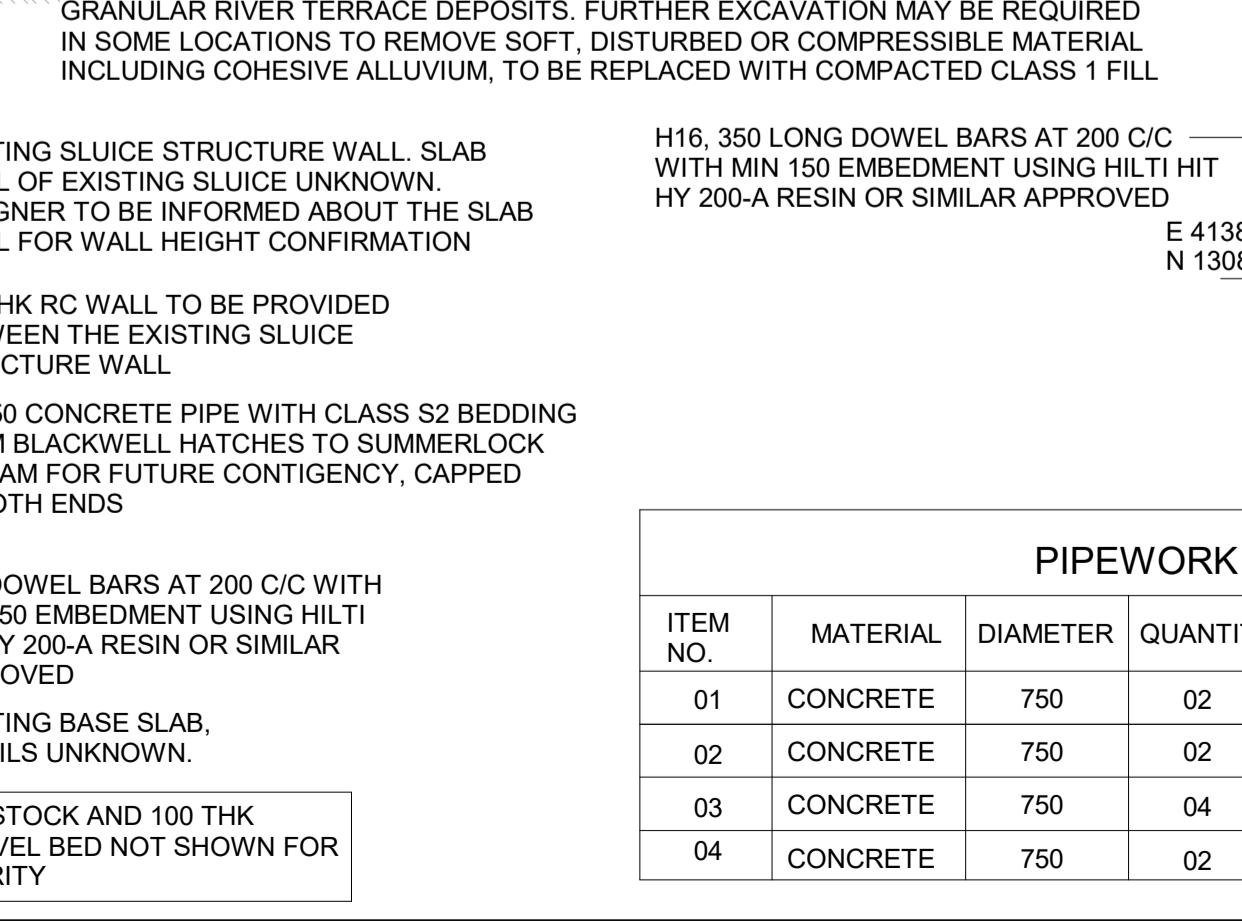 GRANULAR RIVER TERRACE DEPOSITS. FURTHER EXCAVATION MAY BE REQUIRED
IN SOME LOCATIONS TO REMOVE SOFT, DISTURBED OR COMPRESSIBLE MATERIAL
INCLUDING COHESIVE ALLUVIUM, TO BE REPLACED WITH COMPACTED CLASS 1 FILL
TING SLUICE STRUCTURE WALL. SLAB
L OF EXISTING SLUICE UNKNOWN.
GNER TO BE INFORMED ABOUT THE SLAB
L FOR WALL HEIGHT CONFIRMATION
HK RC WALL TO BE PROVIDED
WEEN THE EXISTING SLUICE
CTURE WALL
50 CONCRETE PIPE WITH CLASS S2 BEDDING
M BLACKWELL HATCHES TO SUMMERLOCK
AM FOR FUTURE CONTIGENCY, CAPPED
OTH ENDS
DOWEL BARS AT 200 C/C WITH
50 EMBEDMENT USING HILTI
Y 200-A RESIN OR SIMILAR
OVED
TING BASE SLAB,
ILS UNKNOWN.
STOCK AND 100 THK
VEL BED NOT SHOWN FOR
RITY
H16, 350 LONG DOWEL BARS AT 200 C/C
WITH MIN 150 EMBEDMENT USING HILTI HIT
HY 200-A RESIN OR SIMILAR APPROVED
E 4138
N 1308
PIPEWORK
ITEM NO. MATERIAL DIAMETER QUANTIT
01 CONCRETE 750 02
02 CONCRETE 750 02
03 CONCRETE 750 04
04 CONCRETE 750 02